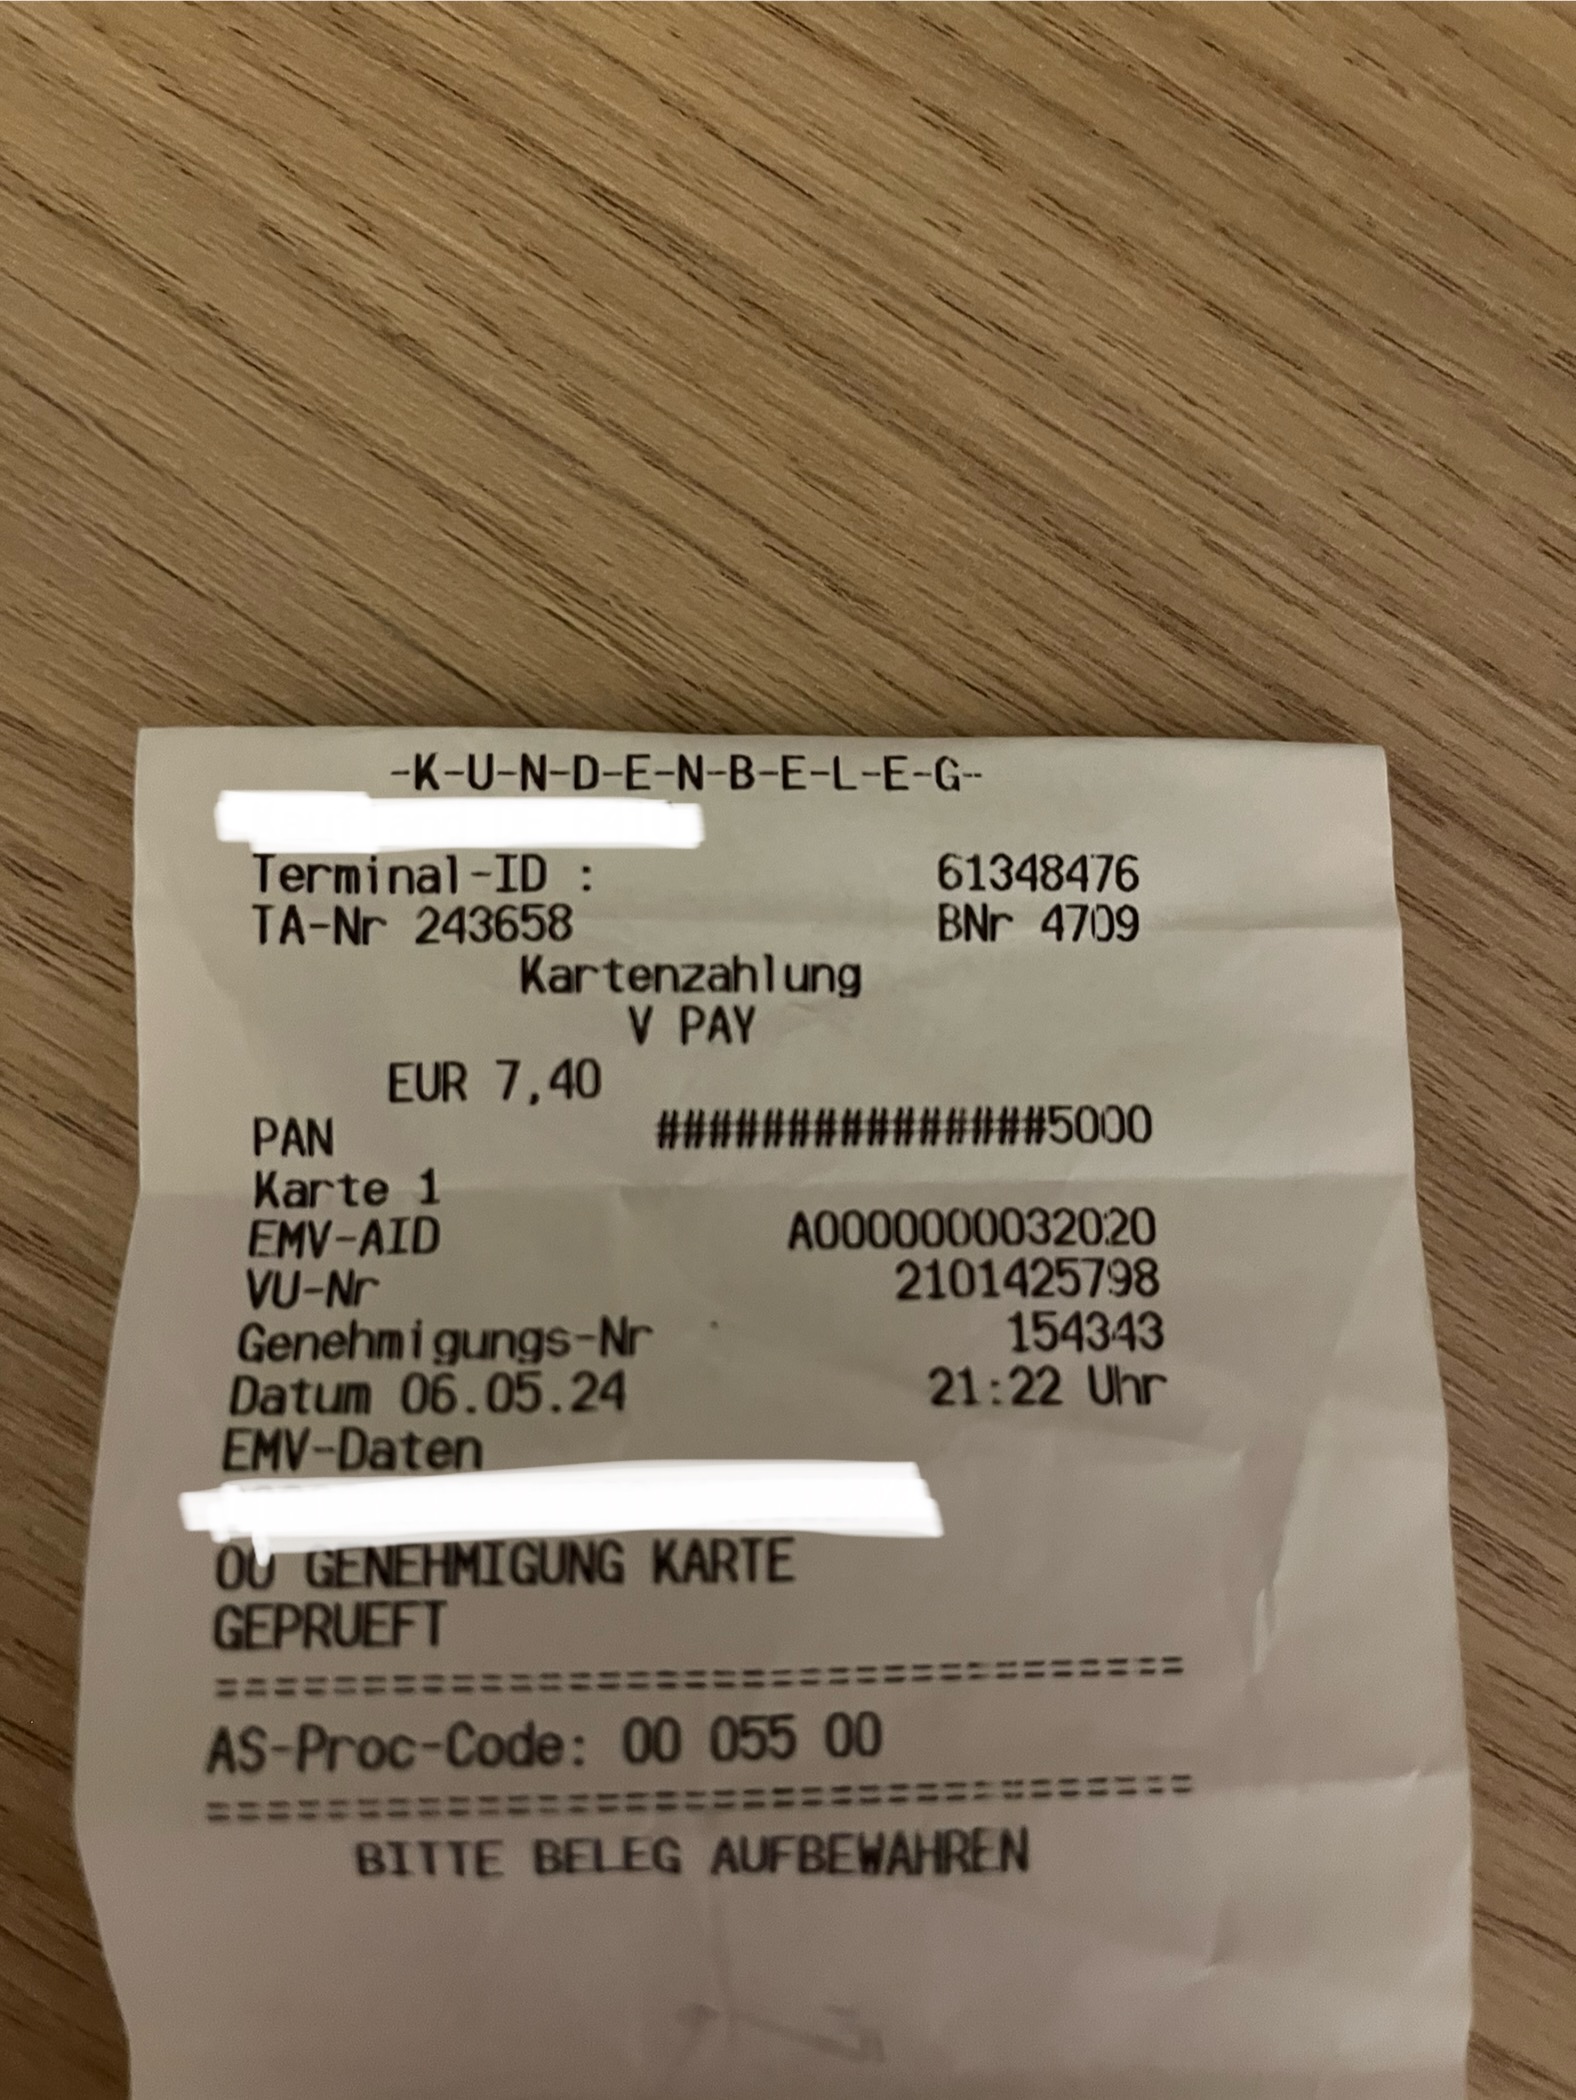 -K-U-N-D-E-N-B-E-L-E-G-
Terminal-ID : 61348476
TA-Nr 243658 BNr 4709
Kartenzahlung
V PAY
EUR 7,40
PAN ###############5000
Karte 1
EMV-AID A0000000032020
VU-Nr 2101425798
Genehmigungs-Nr 154343
Datum 06.05.24 21:22 Uhr
EMV-Daten
00 GENEHMIGUNG KARTE
GEPRUEFT
==================================
AS-Proc-Code: 00 055 00
==================================
BITTE BELEG AUFBEWAHREN